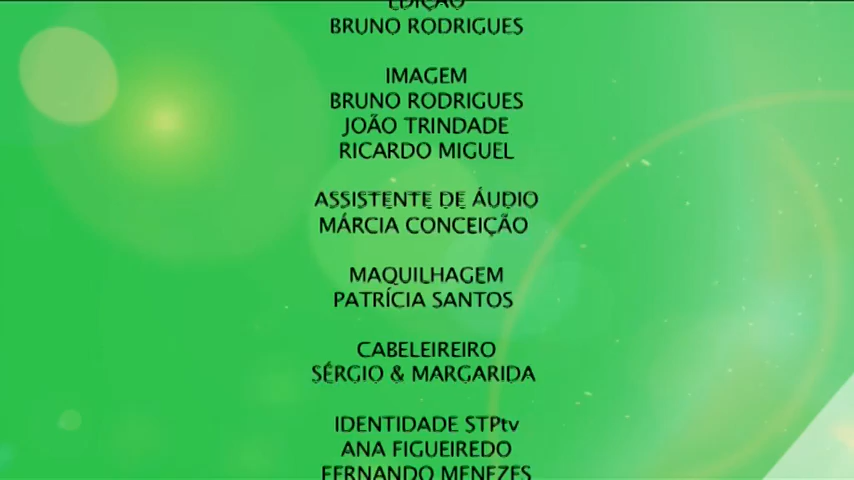 EDIÇÃO
BRUNO RODRIGUES
IMAGEM
BRUNO RODRIGUES
JOÃO TRINDADE
RICARDO MIGUEL
ASSISTENTE DE ÁUDIO
MÁRCIA CONCEIÇÃO
MAQUILHAGEM
PATRÍCIA SANTOS
CABELEIREIRO
SÉRGIO & MARGARIDA
IDENTIDADE STPtv
ANA FIGUEIREDO
FERNANDO MENEZES